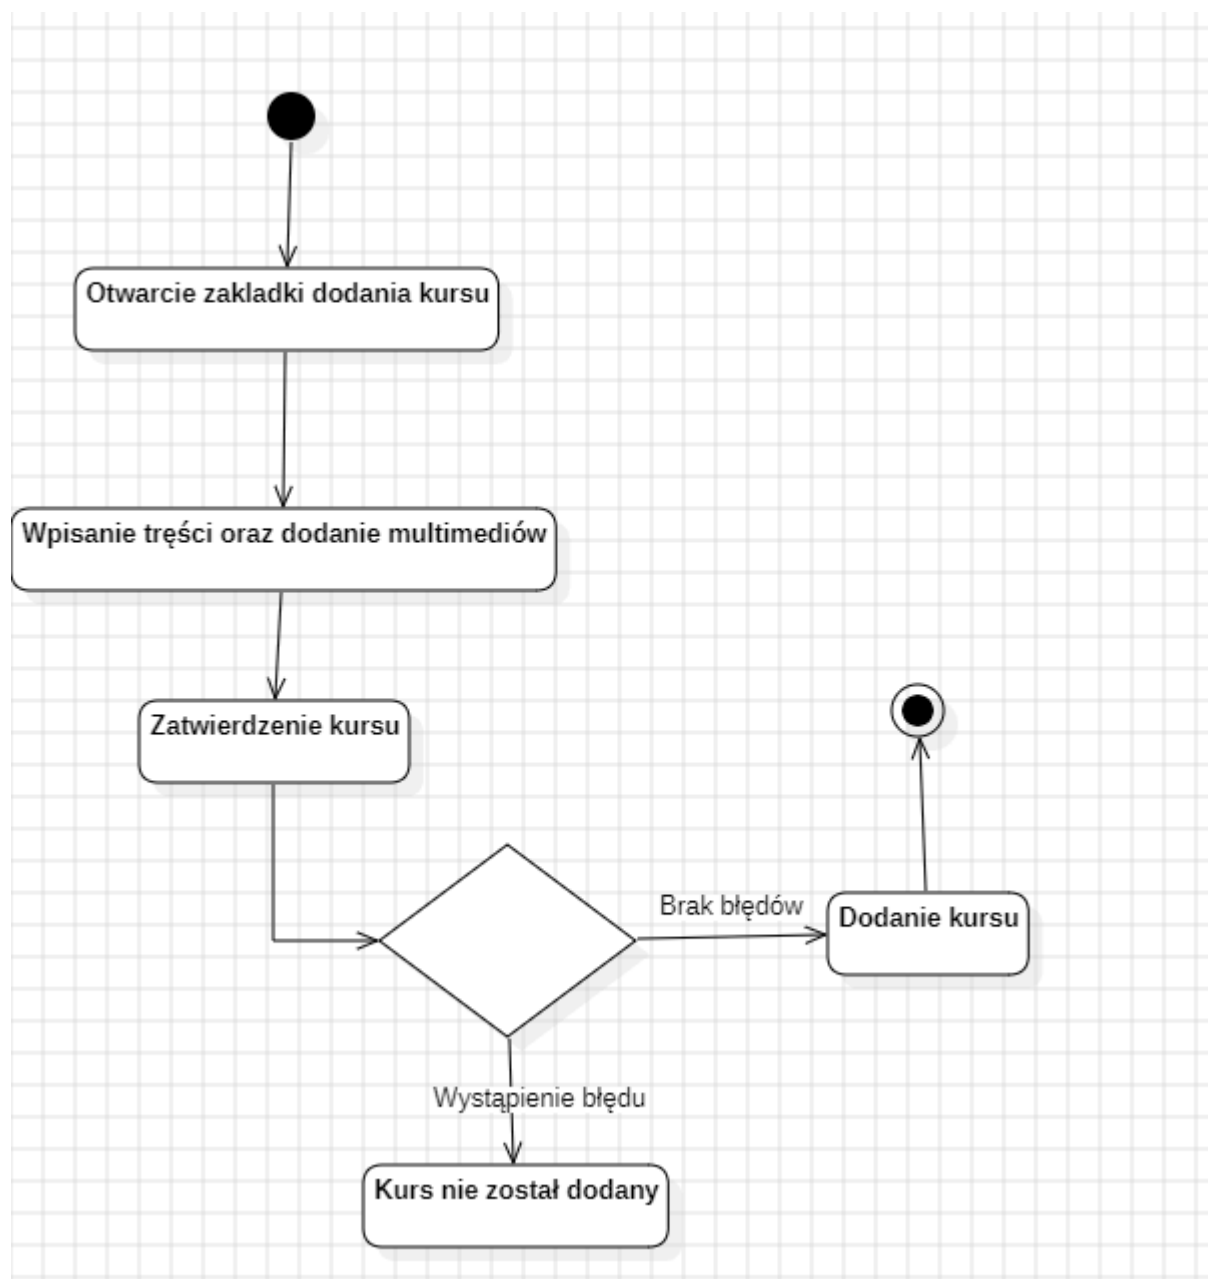 Otwarcie zakladki dodania kursu
Wpisanie tręści oraz dodanie multimediów
Zatwierdzenie kursu
Brak błędów
Dodanie kursu
Wystąpienie błędu
Kurs nie został dodany